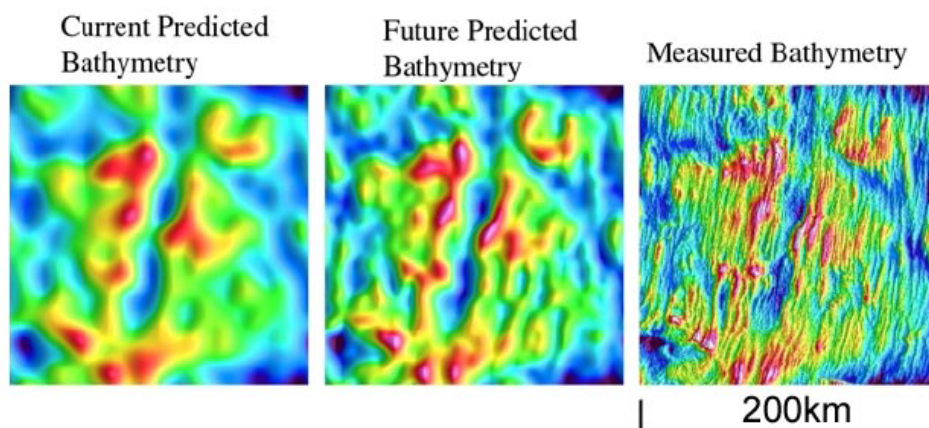 Current Predicted
Bathymetry
Future Predicted
Bathymetry
Measured Bathymetry
200km